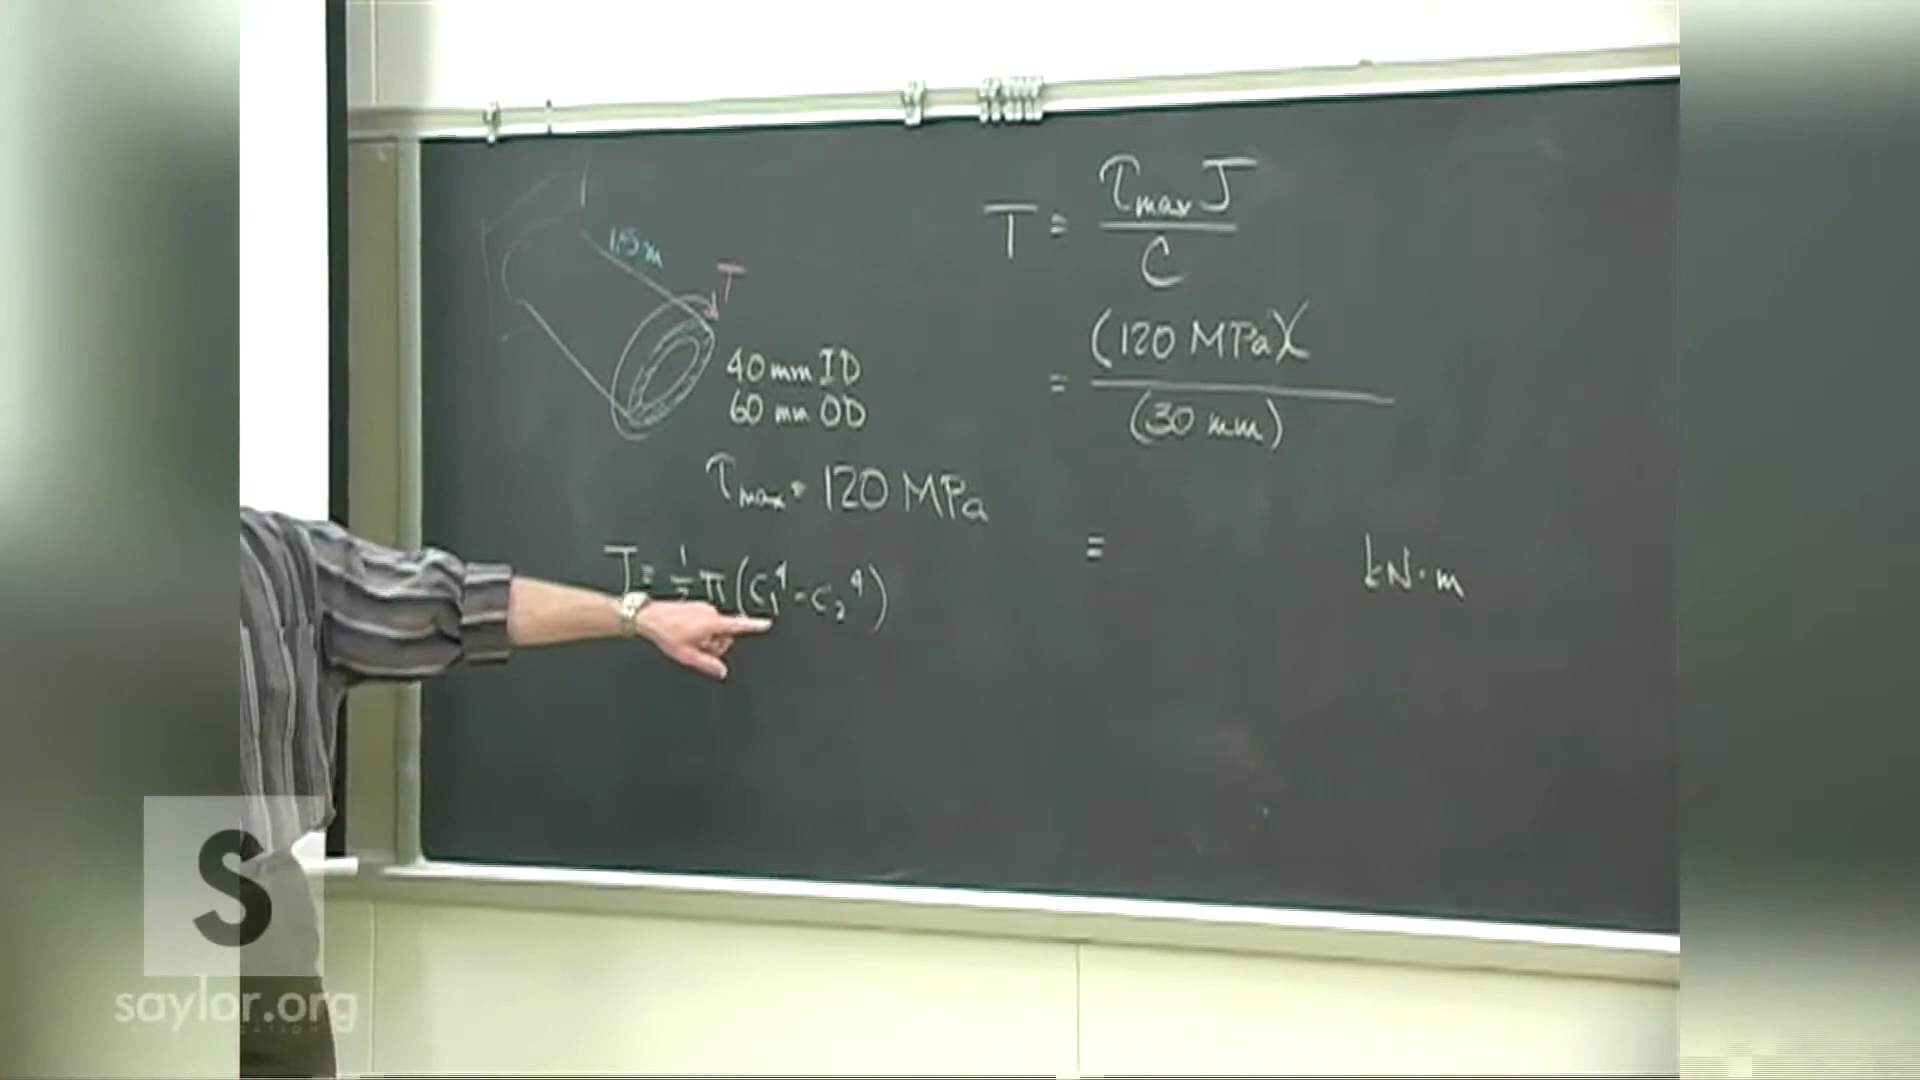 1.5 m
T
40 mm ID
60 mm OD
τmax = 120 MPa
J = ½ π (c₁⁴ - c₂⁴)
T = τmax J / C
= (120 MPa)( / (30 mm)
= kN·m
S
saylor.org